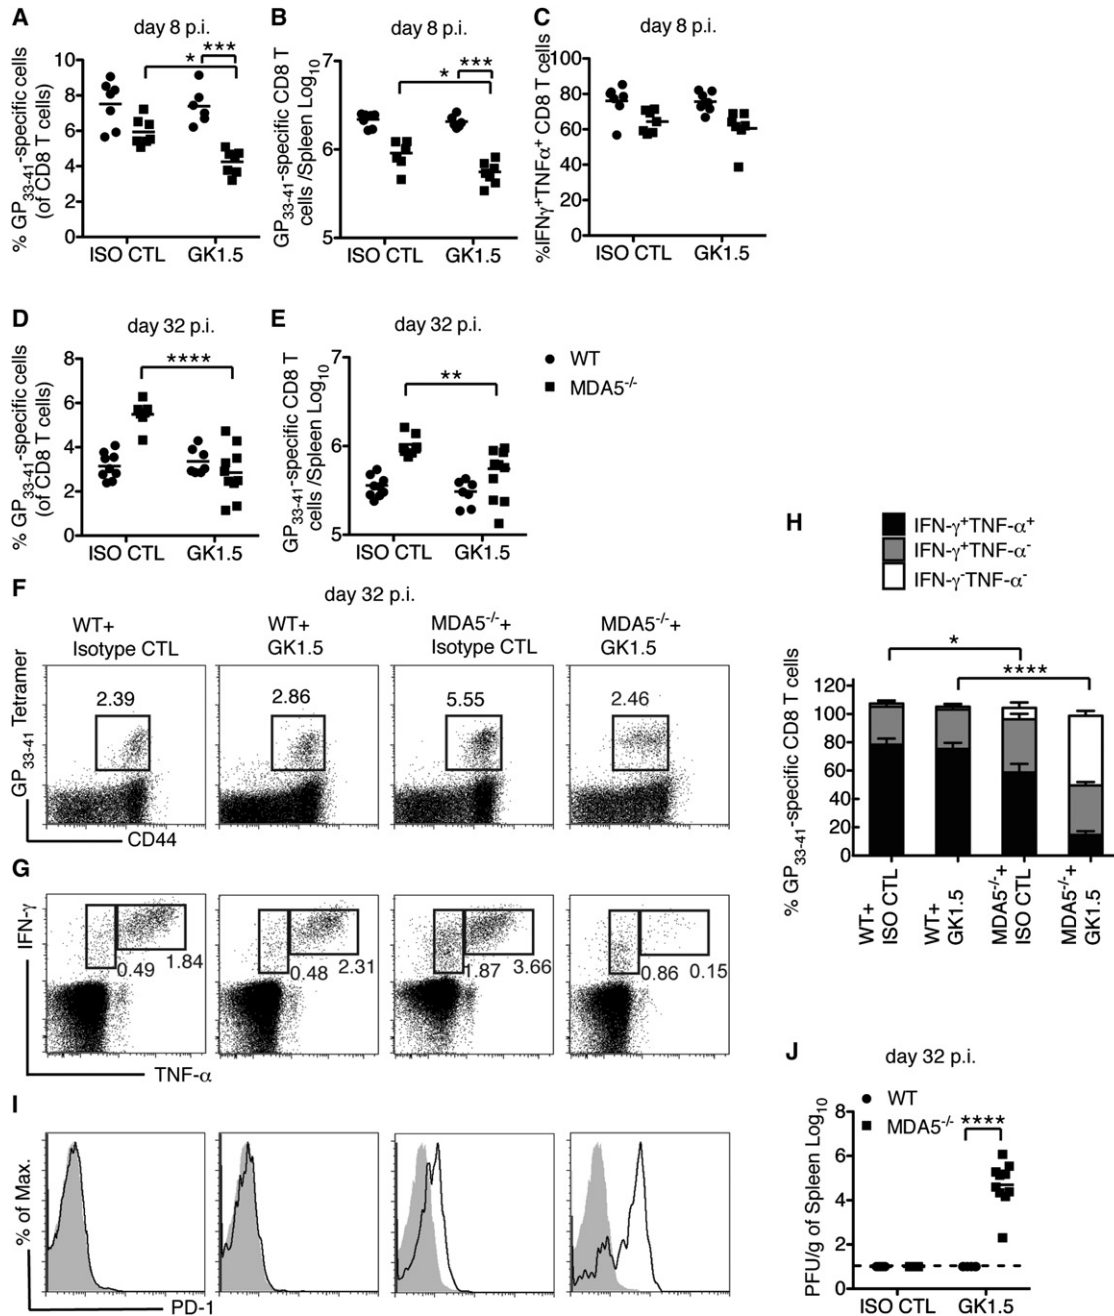 A
day 8 p.i.
% GP33-41-specific cells
(of CD8 T cells)
10
8
6
4
2
0
*
***
ISO CTL
GK1.5
B
day 8 p.i.
GP33-41-specific CD8 T
cells /Spleen Log10
7
6
5
*
***
ISO CTL
GK1.5
C
day 8 p.i.
%IFNγ+TNFα+ CD8 T cells
100
80
60
40
20
0
ISO CTL
GK1.5
D
day 32 p.i.
% GP33-41-specific cells
(of CD8 T cells)
8
6
4
2
0
****
ISO CTL
GK1.5
E
day 32 p.i.
GP33-41-specific CD8 T
cells /Spleen Log10
7
6
5
**
ISO CTL
GK1.5
WT
MDA5-/-
F
day 32 p.i.
WT+
Isotype CTL
WT+
GK1.5
MDA5-/-+
Isotype CTL
MDA5-/-+
GK1.5
GP33-41 Tetramer
2.39
2.86
5.55
2.46
CD44
G
IFN-γ
0.49
1.84
0.48
2.31
1.87
3.66
0.86
0.15
TNF-α
H
IFN-γ+TNF-α+
IFN-γ+TNF-α-
IFN-γ-TNF-α-
% GP33-41-specific CD8 T cells
120
100
80
60
40
20
0
*
****
WT+
ISO CTL
WT+
GK1.5
MDA5-/-+
ISO CTL
MDA5-/-+
GK1.5
I
% of Max.
PD-1
J
day 32 p.i.
WT
MDA5-/-
PFU/g of Spleen Log10
8
6
4
2
0
****
ISO CTL
GK1.5